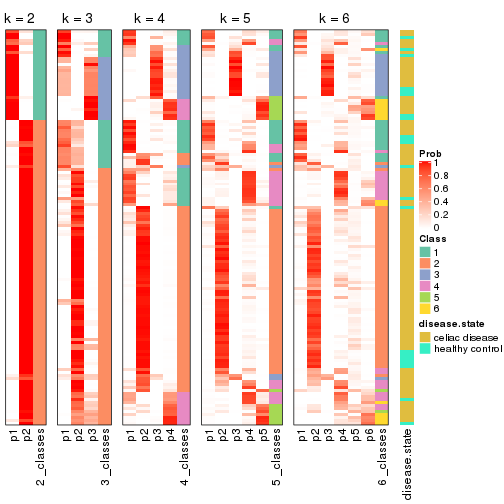 k = 2
k = 3
k = 4
k = 5
k = 6
Prob
1
0.8
0.6
0.4
0.2
0
Class
1
2
3
4
5
6
disease.state
celiac disease
healthy control
p1
p2
2_classes
p1
p2
p3
3_classes
p1
p2
p3
p4
4_classes
p1
p2
p3
p4
p5
5_classes
p1
p2
p3
p4
p5
p6
6_classes
disease.state